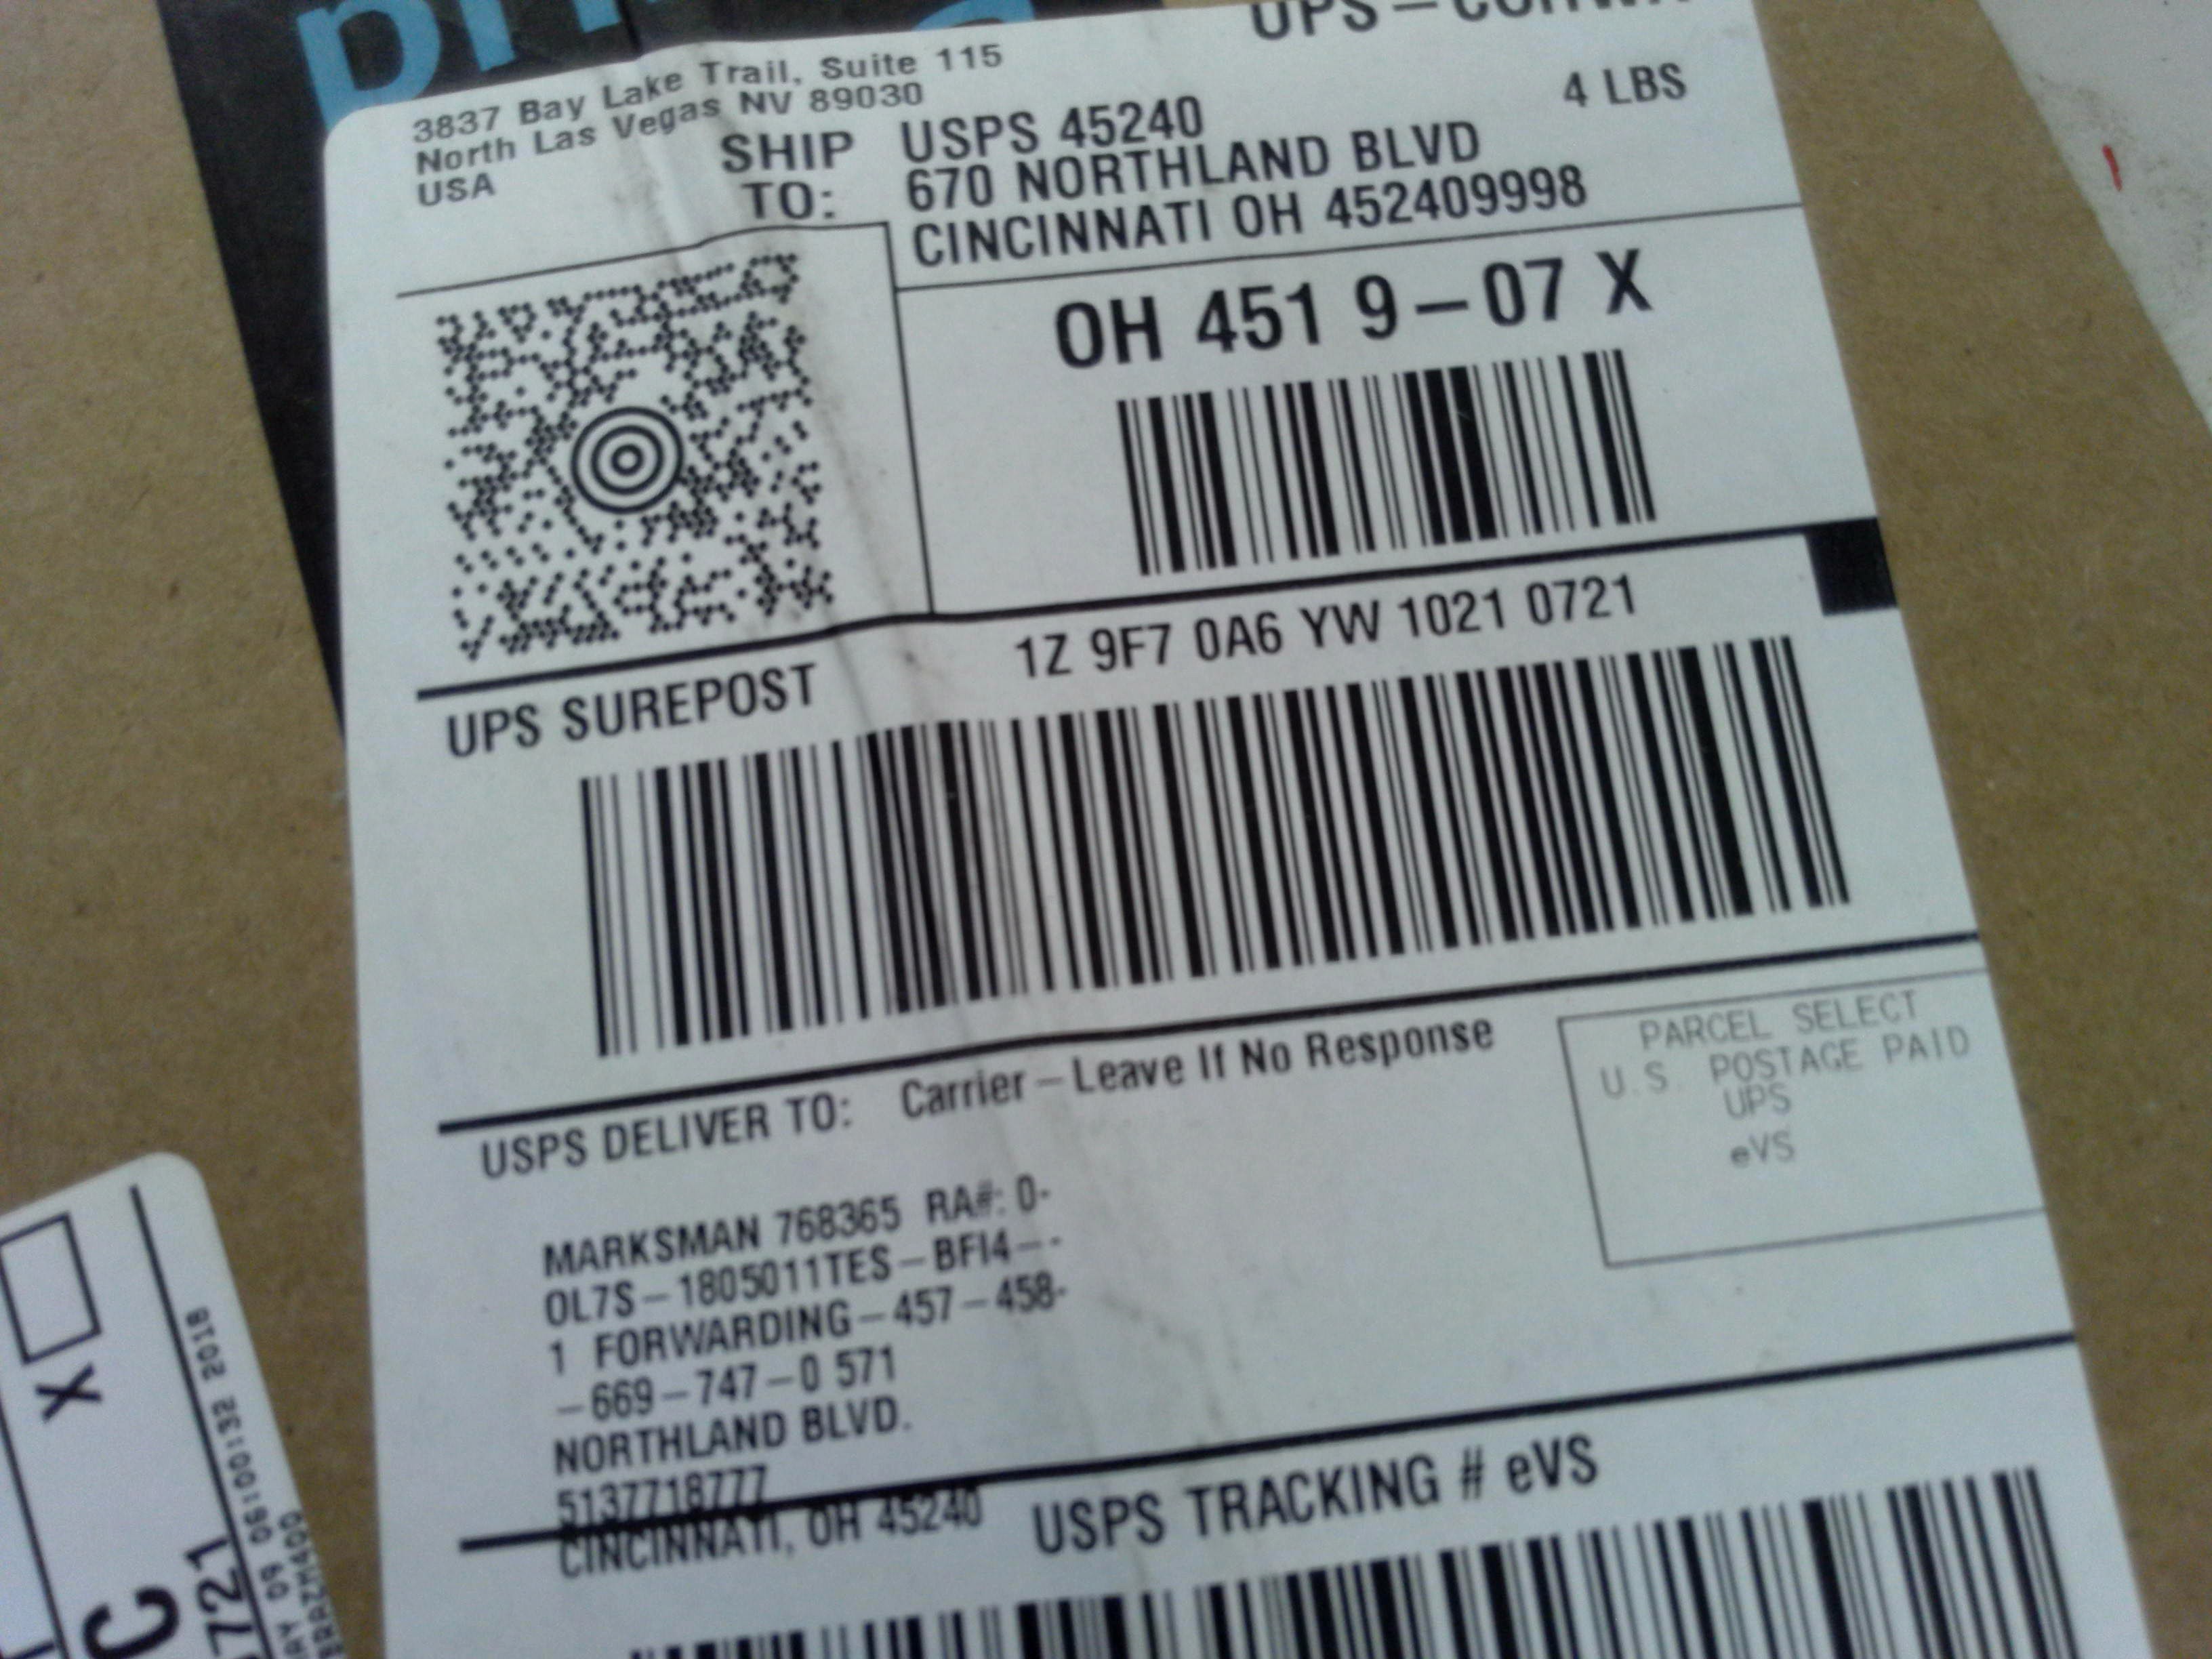 UPS –
3837 Bay Lake Trail, Suite 115
North Las Vegas NV 89030
USA
4 LBS
SHIP TO:
USPS 45240
670 NORTHLAND BLVD
CINCINNATI OH 452409998
OH 451 9–07 X
UPS SUREPOST
1Z 9F7 0A6 YW 1021 0721
USPS DELIVER TO: Carrier – Leave If No Response
PARCEL SELECT
U.S. POSTAGE PAID
UPS
eVS
MARKSMAN 768365 RA#: 0-
OL7S–1805011TES–BFI4--
1 FORWARDING–457–458-
–669–747–0 571
NORTHLAND BLVD.
5137718777
CINCINNATI, OH 45240
USPS TRACKING # eVS
X
C